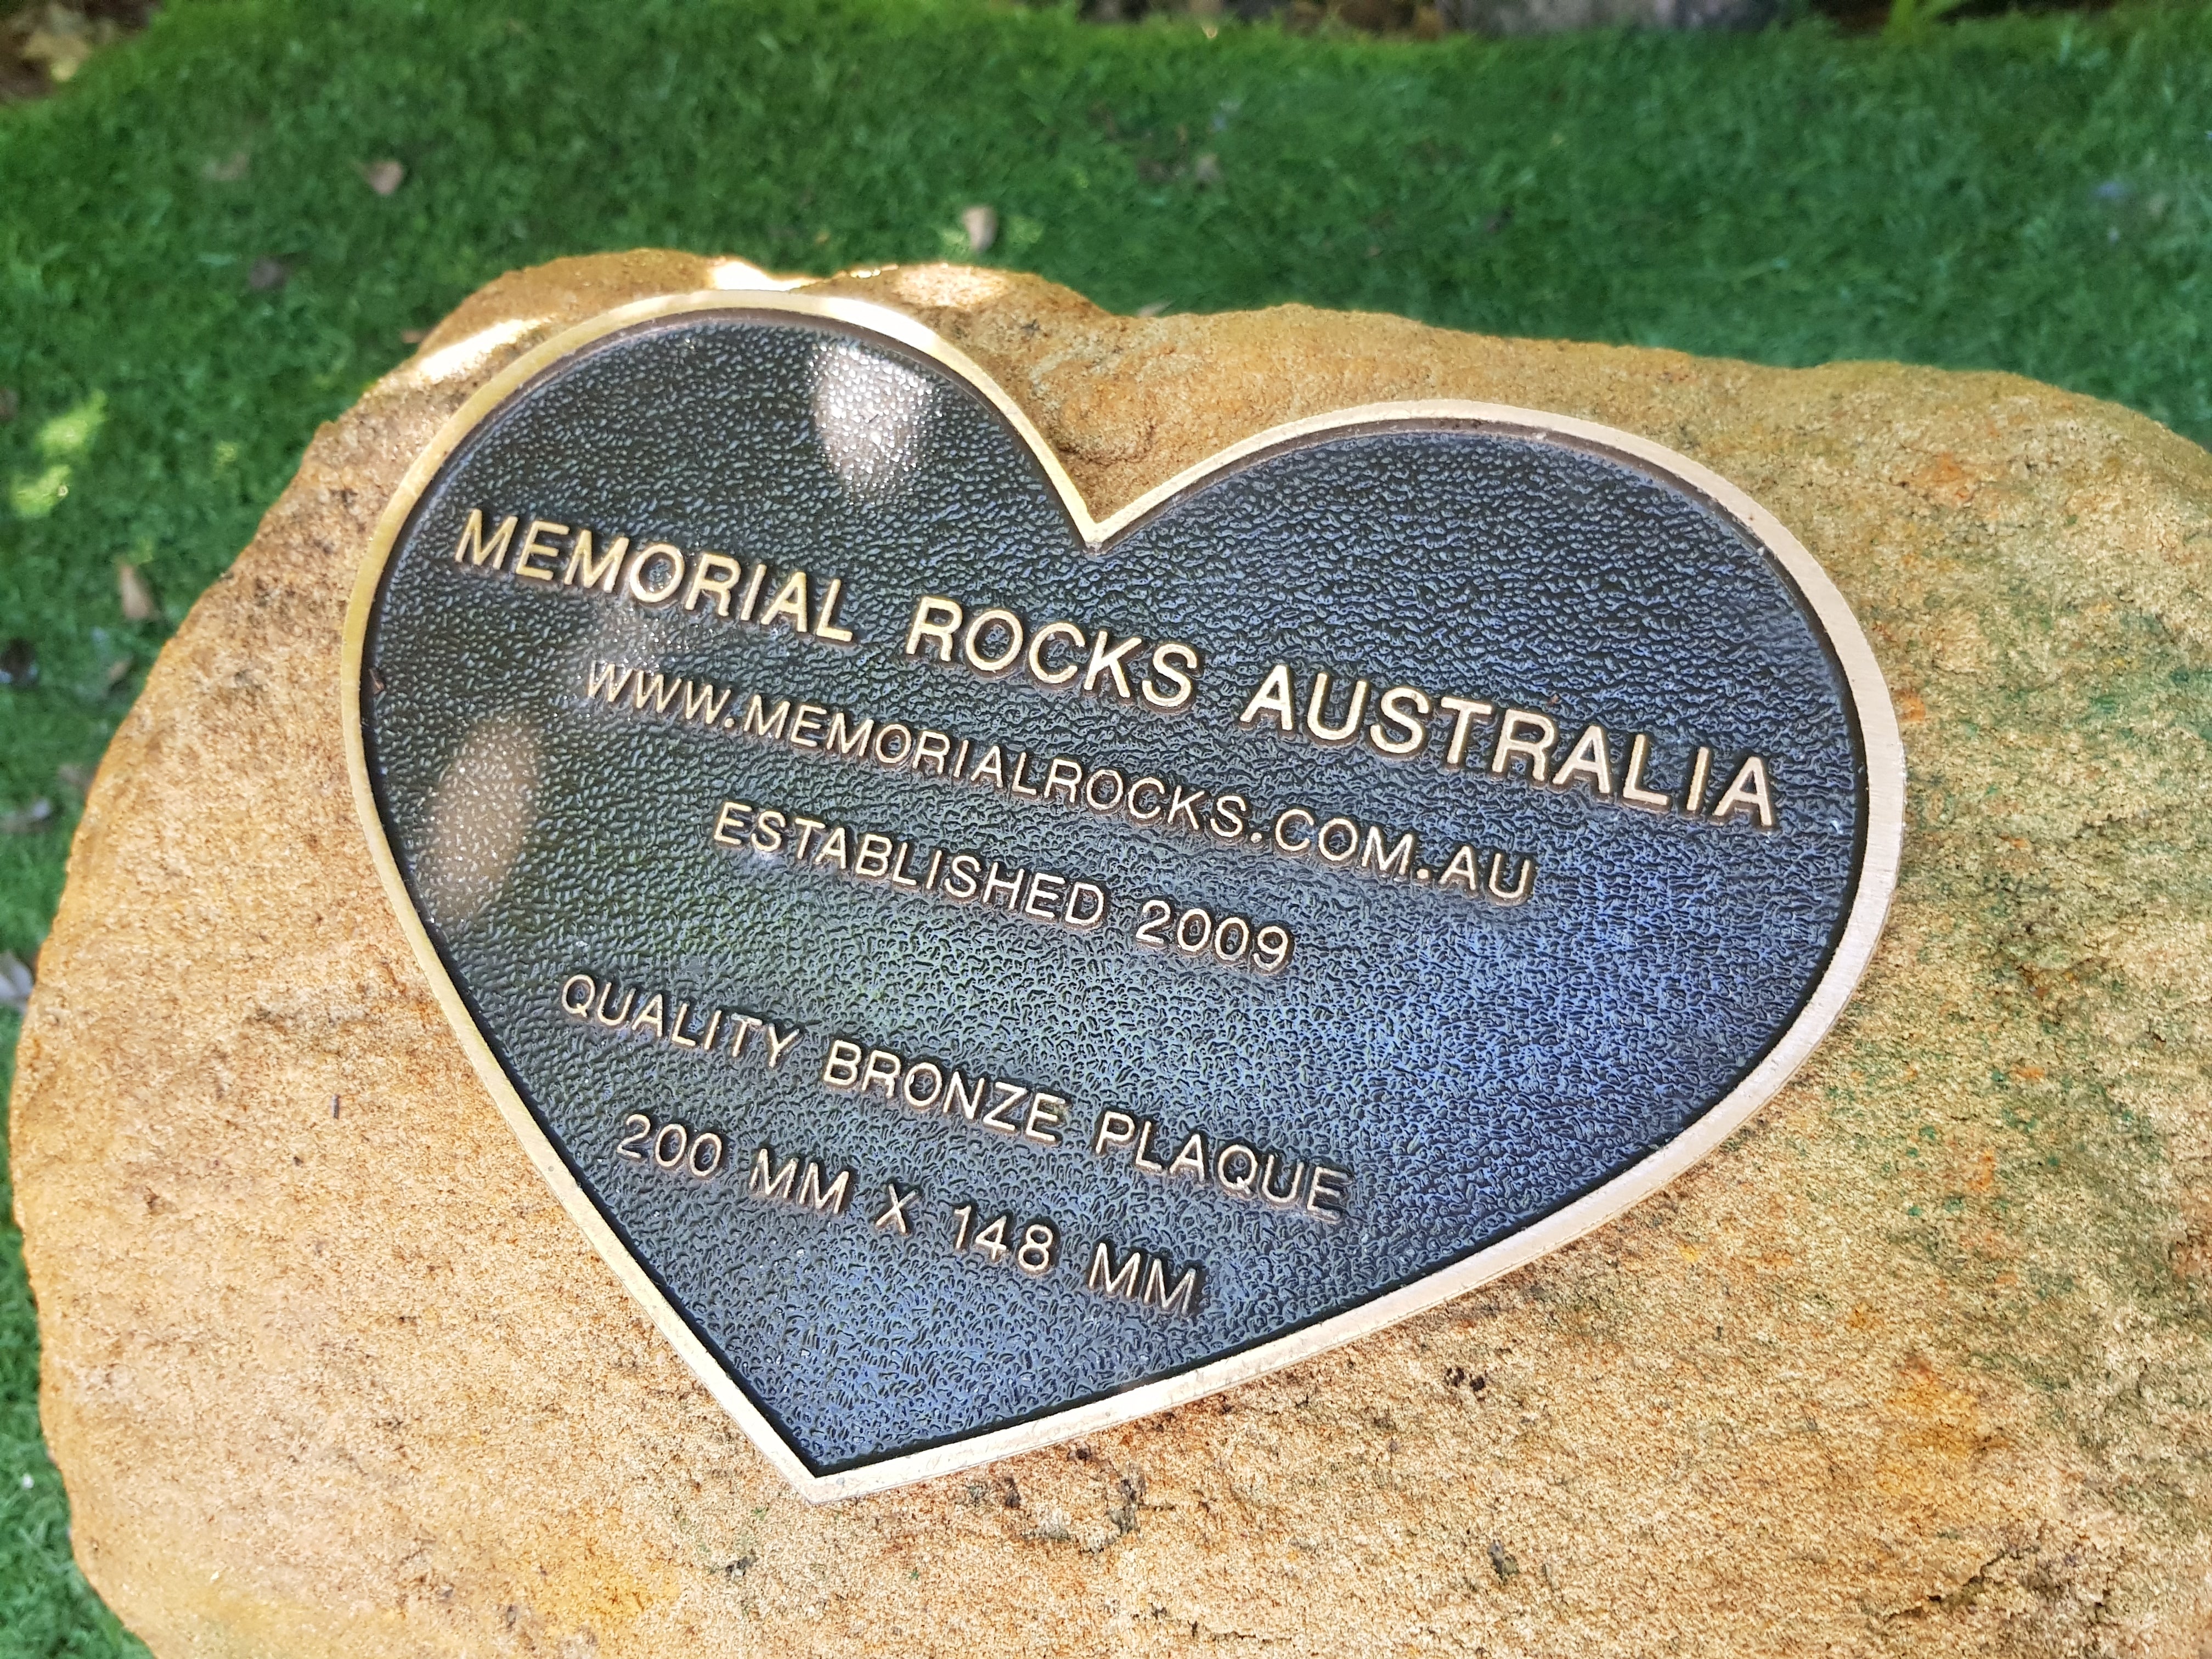 MEMORIAL ROCKS AUSTRALIA
WWW.MEMORIALROCKS.COM.AU
ESTABLISHED 2009
QUALITY BRONZE PLAQUE
200 MM X 148 MM